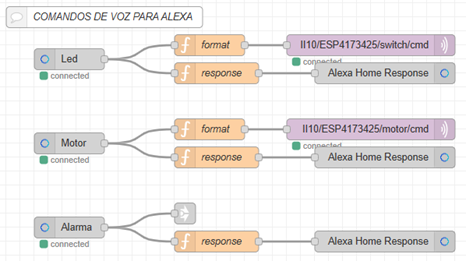 COMANDOS DE VOZ PARA ALEXA
Led
connected
format
II10/ESP4173425/switch/cmd
connected
response
Alexa Home Response
Motor
connected
format
II10/ESP4173425/motor/cmd
connected
response
Alexa Home Response
Alarma
connected
response
Alexa Home Response